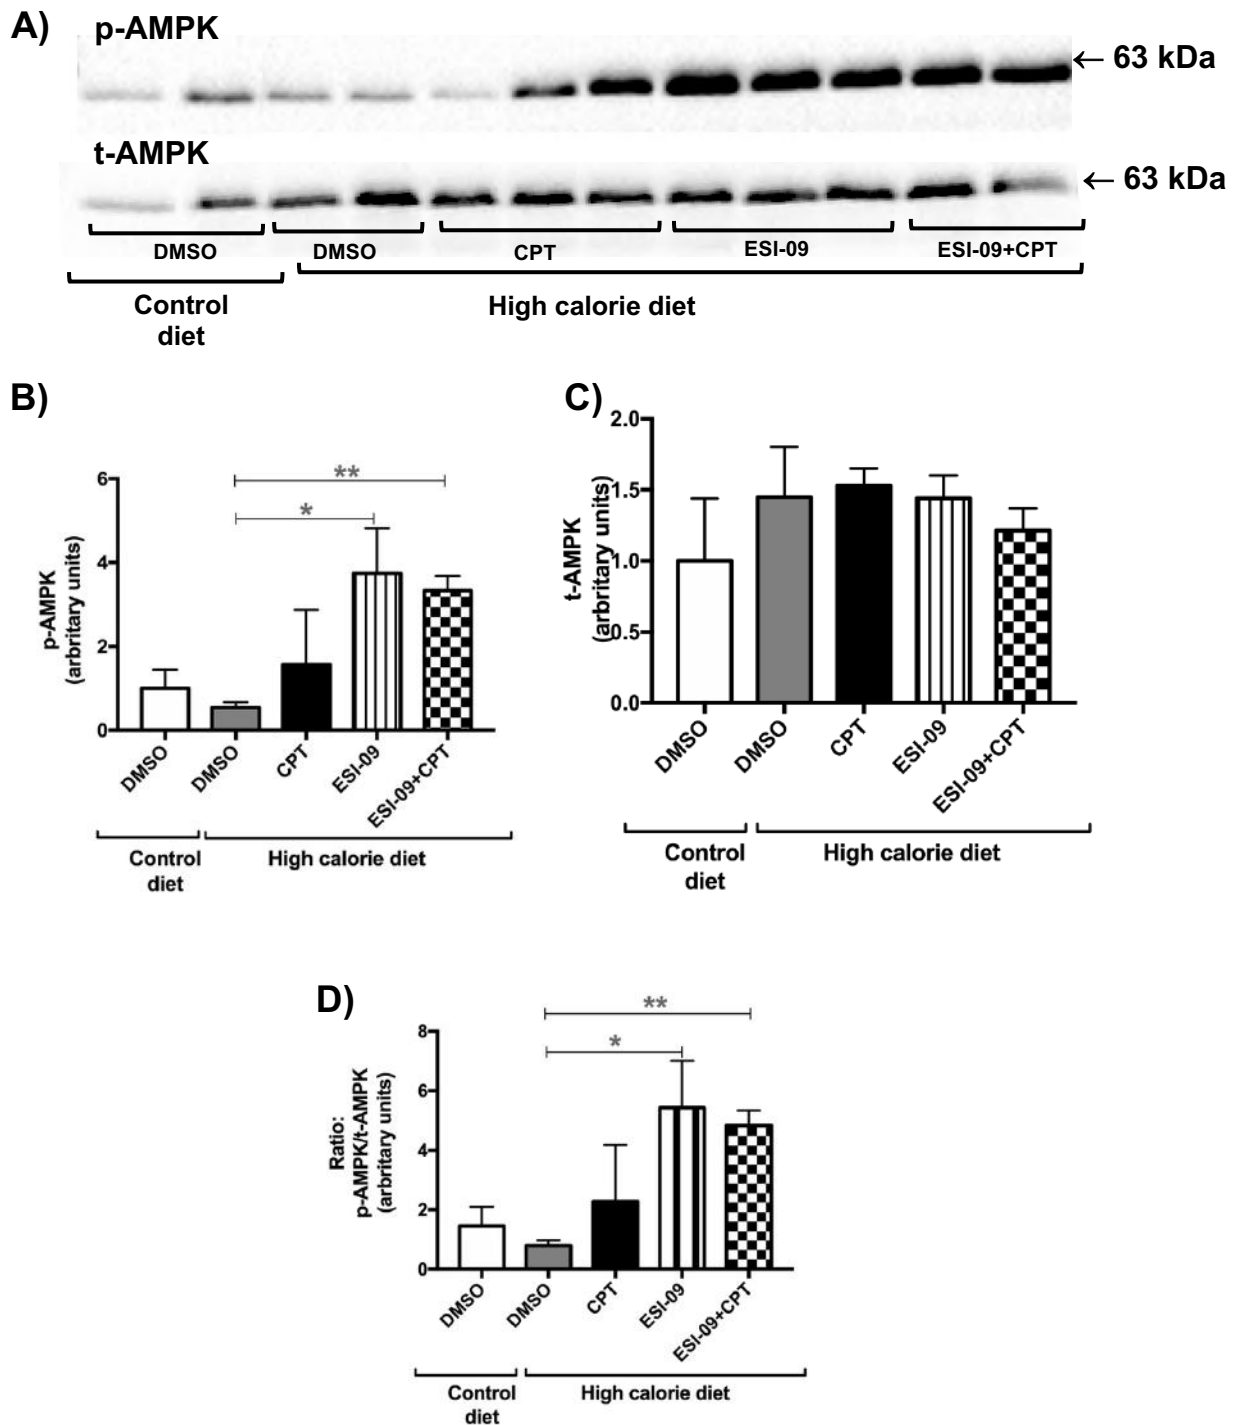 A)
p-AMPK
← 63 kDa
t-AMPK
← 63 kDa
DMSO
DMSO
CPT
ESI-09
ESI-09+CPT
Control
diet
High calorie diet
B)
p-AMPK
(arbritary units)
6
4
2
0
**
*
DMSO
DMSO
CPT
ESI-09
ESI-09+CPT
Control
diet
High calorie diet
C)
t-AMPK
(arbritary units)
2.0
1.5
1.0
0.5
0.0
DMSO
DMSO
CPT
ESI-09
ESI-09+CPT
Control
diet
High calorie diet
D)
Ratio:
p-AMPK/t-AMPK
(arbritary units)
8
6
4
2
0
**
*
DMSO
DMSO
CPT
ESI-09
ESI-09+CPT
Control
diet
High calorie diet